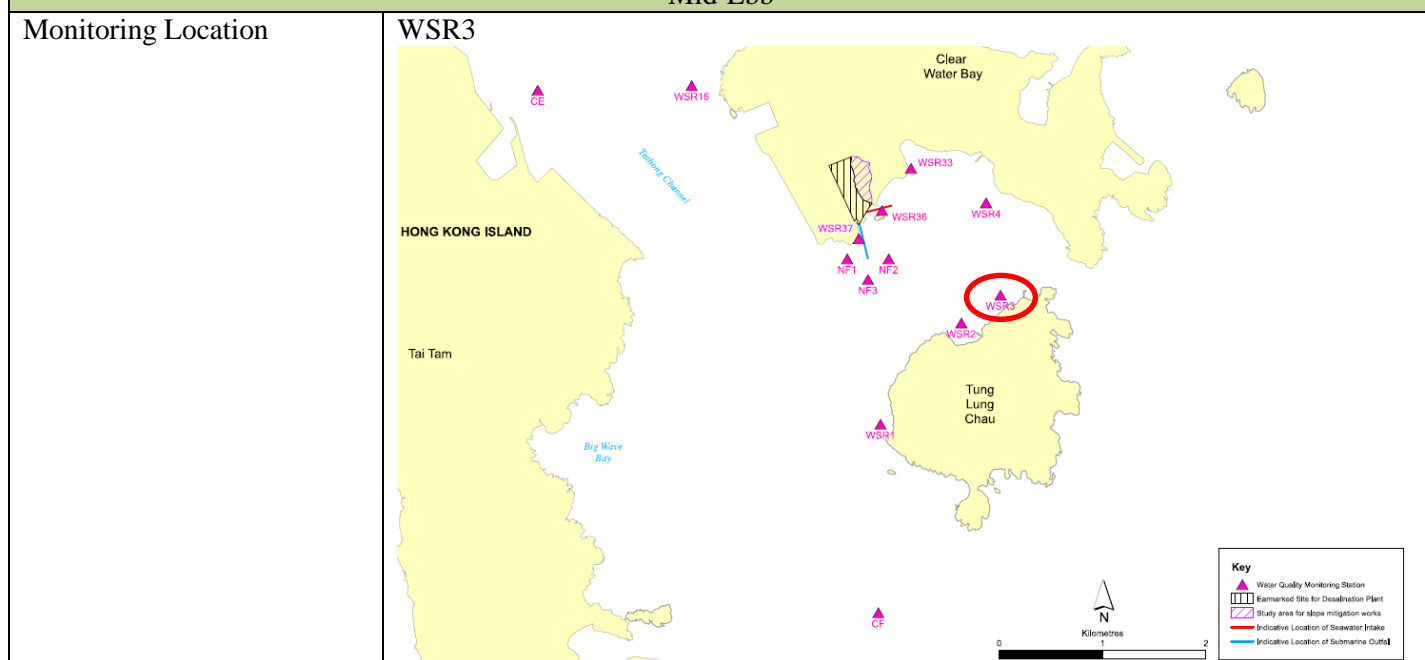 Mid-Ebb
Monitoring Location
WSR3
Clear
Water Bay
CE
WSR16
Tathong Channel
WSR33
WSR4
WSR36
HONG KONG ISLAND
WSR37
NF1
NF2
NF3
WSR3
WSR2
Tai Tam
Tung
Lung
Chau
WSR1
Big Wave
Bay
CF
N
Kilometres
0 1 2
Key
Water Quality Monitoring Station
Earmarked Site for Desalination Plant
Study area for slope mitigation works
Indicative Location of Seawater Intake
Indicative Location of Submarine Outfall